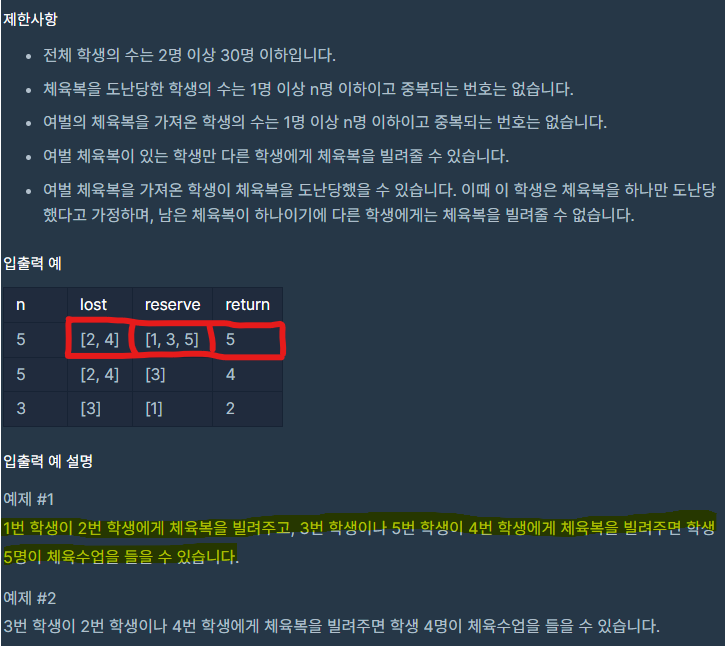 제한사항
• 전체 학생의 수는 2명 이상 30명 이하입니다.
• 체육복을 도난당한 학생의 수는 1명 이상 n명 이하이고 중복되는 번호는 없습니다.
• 여벌의 체육복을 가져온 학생의 수는 1명 이상 n명 이하이고 중복되는 번호는 없습니다.
• 여벌 체육복이 있는 학생만 다른 학생에게 체육복을 빌려줄 수 있습니다.
• 여벌 체육복을 가져온 학생이 체육복을 도난당했을 수 있습니다. 이때 이 학생은 체육복을 하나만 도난당
했다고 가정하며, 남은 체육복이 하나이기에 다른 학생에게는 체육복을 빌려줄 수 없습니다.
입출력 예
n lost reserve return
5 [2, 4] [1, 3, 5] 5
5 [2, 4] [3] 4
3 [3] [1] 2
입출력 예 설명
예제 #1
1번 학생이 2번 학생에게 체육복을 빌려주고, 3번 학생이나 5번 학생이 4번 학생에게 체육복을 빌려주면 학생
5명이 체육수업을 들을 수 있습니다.
예제 #2
3번 학생이 2번 학생이나 4번 학생에게 체육복을 빌려주면 학생 4명이 체육수업을 들을 수 있습니다.